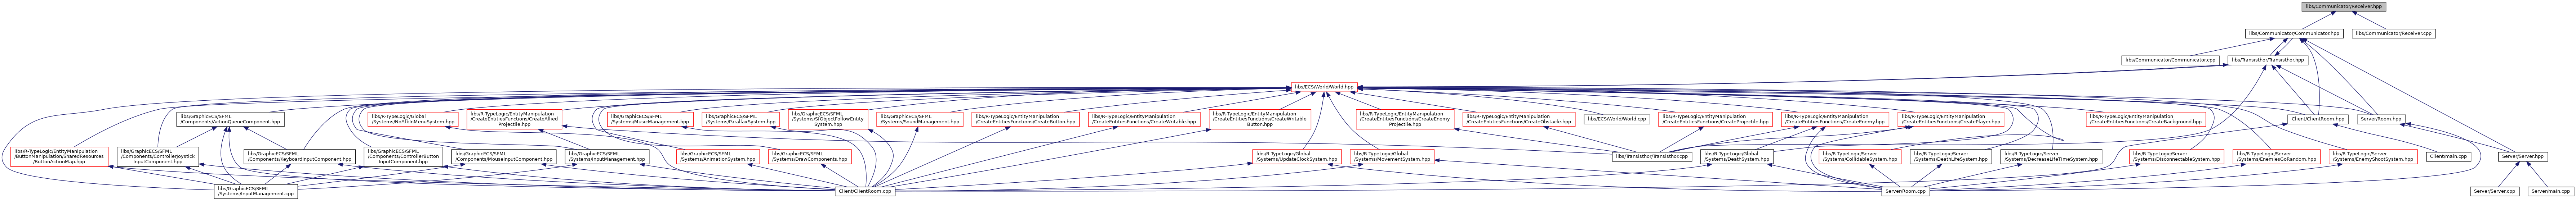 libs/Communicator/Receiver.hpp
libs/Communicator/Communicator.hpp
libs/Communicator/Receiver.cpp
libs/Communicator/Communicator.cpp
libs/Transisthor/Transisthor.hpp
libs/ECS/World/World.hpp
libs/GraphicECS/SFML
/Components/ActionQueueComponent.hpp
libs/R-TypeLogic/Global
/Systems/NoAfkInMenuSystem.hpp
libs/R-TypeLogic/EntityManipulation
/CreateEntitiesFunctions/CreateAllied
Projectile.hpp
libs/GraphicECS/SFML
/Systems/MusicManagement.hpp
libs/GraphicECS/SFML
/Systems/ParallaxSystem.hpp
libs/GraphicECS/SFML
/Systems/SfObjectFollowEntity
System.hpp
libs/GraphicECS/SFML
/Systems/SoundManagement.hpp
libs/R-TypeLogic/EntityManipulation
/CreateEntitiesFunctions/CreateButton.hpp
libs/R-TypeLogic/EntityManipulation
/CreateEntitiesFunctions/CreateWritable.hpp
libs/R-TypeLogic/EntityManipulation
/CreateEntitiesFunctions/CreateWritable
Button.hpp
libs/R-TypeLogic/EntityManipulation
/CreateEntitiesFunctions/CreateEnemy
Projectile.hpp
libs/R-TypeLogic/EntityManipulation
/CreateEntitiesFunctions/CreateObstacle.hpp
libs/ECS/World/World.cpp
libs/R-TypeLogic/EntityManipulation
/CreateEntitiesFunctions/CreateProjectile.hpp
libs/R-TypeLogic/EntityManipulation
/CreateEntitiesFunctions/CreateEnemy.hpp
libs/R-TypeLogic/EntityManipulation
/CreateEntitiesFunctions/CreatePlayer.hpp
libs/R-TypeLogic/EntityManipulation
/CreateEntitiesFunctions/CreateBackground.hpp
Client/ClientRoom.hpp
Server/Room.hpp
libs/R-TypeLogic/EntityManipulation
/ButtonManipulation/SharedResources
/ButtonActionMap.hpp
libs/GraphicECS/SFML
/Components/ControllerJoystick
InputComponent.hpp
libs/GraphicECS/SFML
/Components/KeyboardInputComponent.hpp
libs/GraphicECS/SFML
/Components/ControllerButton
InputComponent.hpp
libs/GraphicECS/SFML
/Components/MouseInputComponent.hpp
libs/GraphicECS/SFML
/Systems/InputManagement.hpp
libs/GraphicECS/SFML
/Systems/AnimationSystem.hpp
libs/GraphicECS/SFML
/Systems/DrawComponents.hpp
libs/R-TypeLogic/Global
/Systems/UpdateClockSystem.hpp
libs/R-TypeLogic/Global
/Systems/MovementSystem.hpp
libs/Transisthor/Transisthor.cpp
libs/R-TypeLogic/Global
/Systems/DeathSystem.hpp
libs/R-TypeLogic/Server
/Systems/CollidableSystem.hpp
libs/R-TypeLogic/Server
/Systems/DeathLifeSystem.hpp
libs/R-TypeLogic/Server
/Systems/DecreaseLifeTimeSystem.hpp
libs/R-TypeLogic/Server
/Systems/DisconnectableSystem.hpp
libs/R-TypeLogic/Server
/Systems/EnemiesGoRandom.hpp
libs/R-TypeLogic/Server
/Systems/EnemyShootSystem.hpp
Client/main.cpp
Server/Server.hpp
libs/GraphicECS/SFML
/Systems/InputManagement.cpp
Client/ClientRoom.cpp
Server/Room.cpp
Server/Server.cpp
Server/main.cpp